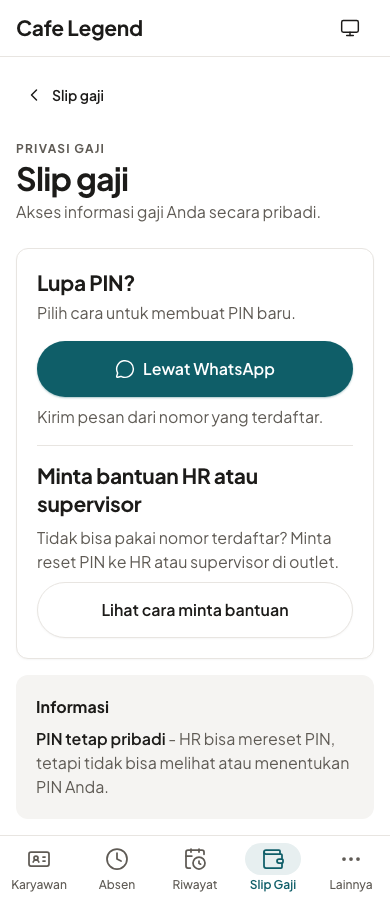 Cafe Legend
Slip gaji
PRIVASI GAJI
Slip gaji
Akses informasi gaji Anda secara pribadi.
Lupa PIN?
Pilih cara untuk membuat PIN baru.
Lewat WhatsApp
Kirim pesan dari nomor yang terdaftar.
Minta bantuan HR atau
supervisor
Tidak bisa pakai nomor terdaftar? Minta
reset PIN ke HR atau supervisor di outlet.
Lihat cara minta bantuan
Informasi
PIN tetap pribadi - HR bisa mereset PIN,
tetapi tidak bisa melihat atau menentukan
PIN Anda.
Karyawan Absen Riwayat Slip Gaji Lainnya